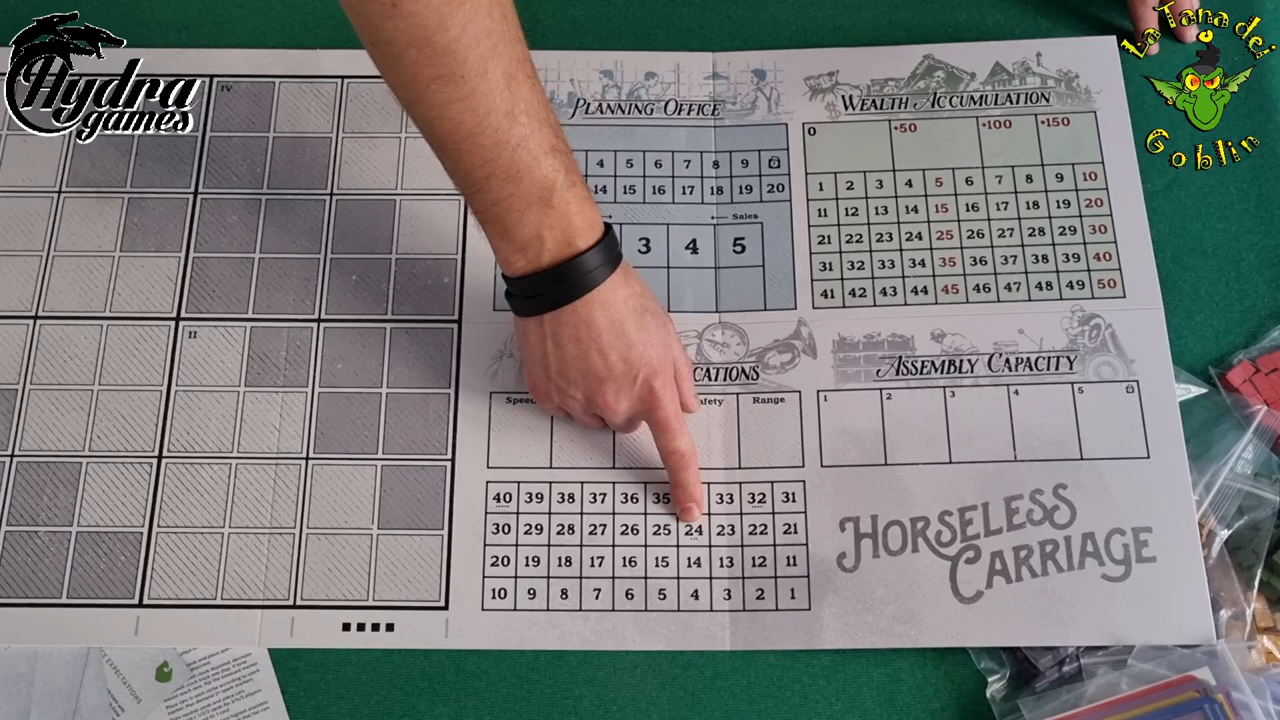 Hydra
games
La Tana dei
Goblin
IV
II
PLANNING OFFICE
4 5 6 7 8 9
14 15 16 17 18 19 20
Sales
3 4 5
WEALTH ACCUMULATION
0 +50 +100 +150
1 2 3 4 5 6 7 8 9 10
11 12 13 14 15 16 17 18 19 20
21 22 23 24 25 26 27 28 29 30
31 32 33 34 35 36 37 38 39 40
41 42 43 44 45 46 47 48 49 50
CATIONS
Range
40 39 38 37 36 35 33 32 31
30 29 28 27 26 25 24 23 22 21
20 19 18 17 16 15 14 13 12 11
10 9 8 7 6 5 4 3 2 1
ASSEMBLY CAPACITY
1 2 3 4 5
HORSELESS
CARRIAGE
EXPECTATIONS